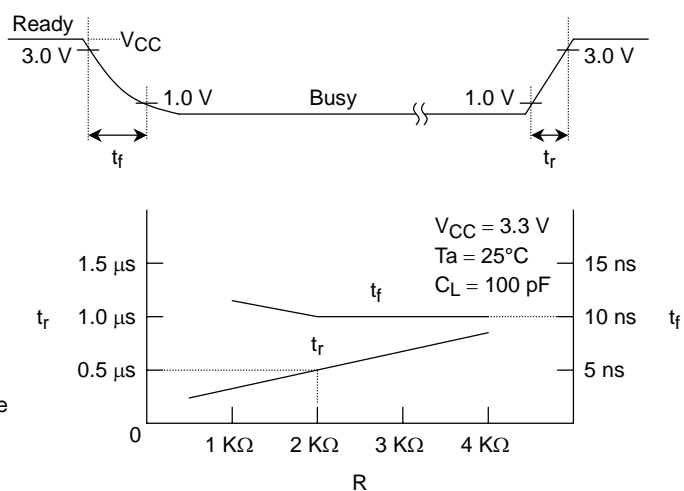 Ready
VCC
3.0 V
3.0 V
1.0 V
Busy
1.0 V
tf
tr
VCC = 3.3 V
Ta = 25°C
CL = 100 pF
1.5 μs
15 ns
tf
tr
1.0 μs
10 ns
tf
tr
0.5 μs
5 ns
e
0
1 KΩ
2 KΩ
3 KΩ
4 KΩ
R